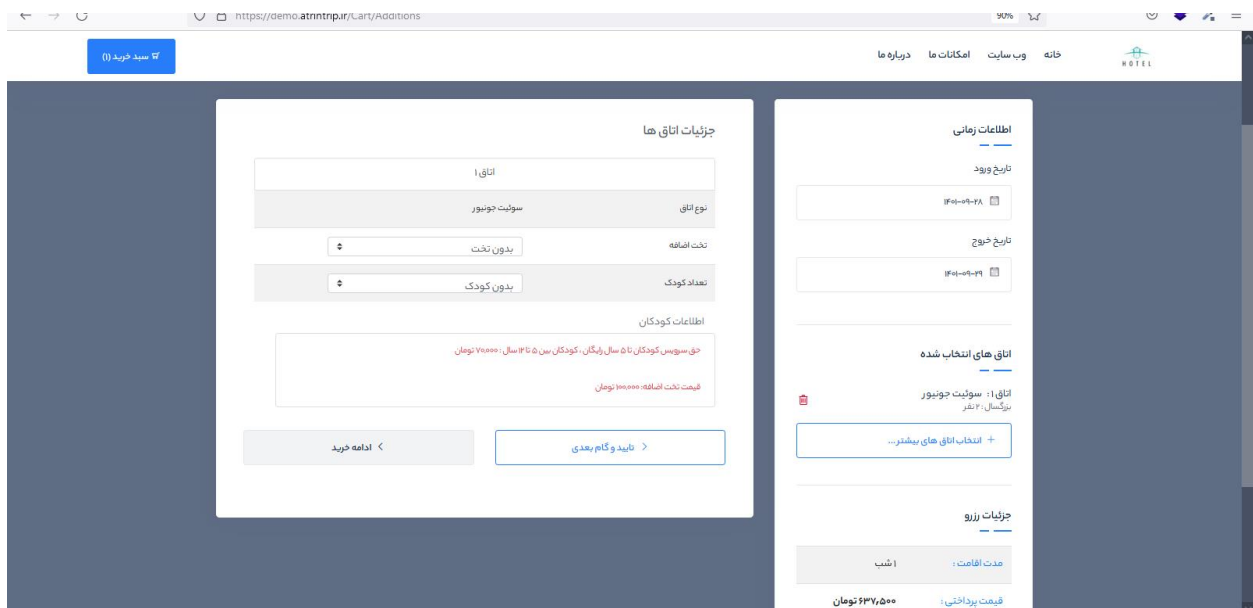 https://demo.atrintrip.ir/Cart/Additions
90%
HOTEL
خانه
وب سایت
امکانات ما
درباره ما
سبد خرید (۱)
اطلاعات زمانی
تاریخ ورود
۱۴۰۱-۰۹-۲۸
تاریخ خروج
۱۴۰۱-۰۹-۲۹
اتاق های انتخاب شده
اتاق ۱ : سوئیت جونیور
بزرگسال : ۲ نفر
+ انتخاب اتاق های بیشتر...
جزئیات رزرو
مدت اقامت : ۱ شب
قیمت پرداختی : ۶۳۷,۵۰۰ تومان
جزئیات اتاق ها
اتاق ۱
نوع اتاق سوئیت جونیور
تخت اضافه بدون تخت
تعداد کودک بدون کودک
اطلاعات کودکان
حق سرویس کودکان تا ۵ سال رایگان ، کودکان بین ۵ تا ۱۲ سال : ۷۰,۰۰۰ تومان
قیمت تخت اضافه: ۱۰۰,۰۰۰ تومان
تایید و گام بعدی
ادامه خرید